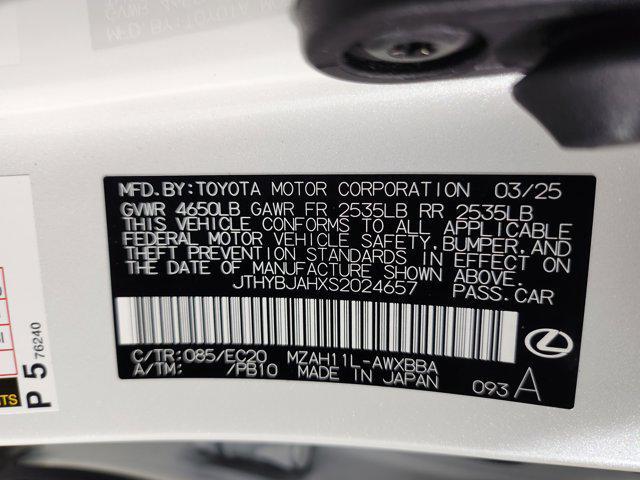 MFD.BY:TOYOTA MOTOR CORPORATION 03/25
GVWR 4650LB GAWR FR 2535LB RR 2535LB
THIS VEHICLE CONFORMS TO ALL APPLICABLE
FEDERAL MOTOR VEHICLE SAFETY,BUMPER,AND
THEFT PREVENTION STANDARDS IN EFFECT ON
THE DATE OF MANUFACTURE SHOWN ABOVE.
JTHYBJAHXS2024657 PASS.CAR
C/TR:085/EC20 MZAH11L-AWXBBA
A/TM: /PB10 MADE IN JAPAN
093 A
P 5 76240